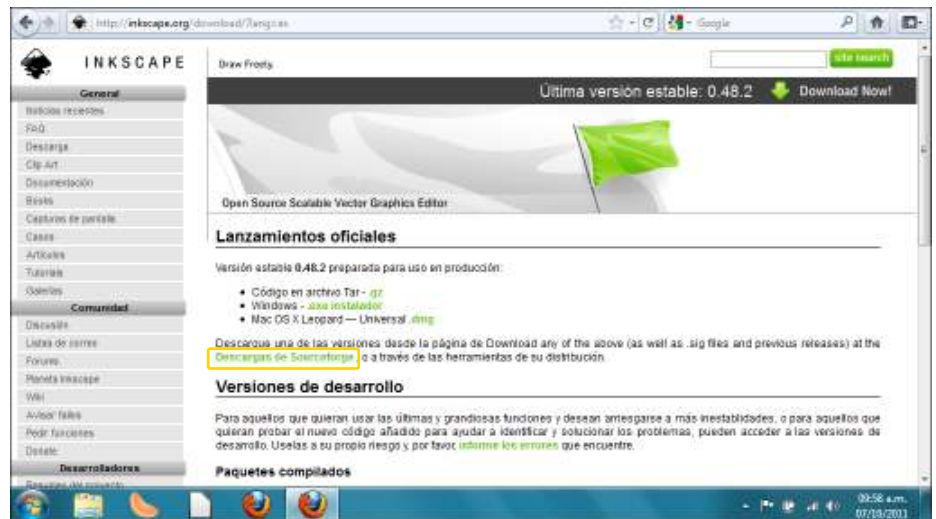 http://inkscape.org/download/?lang=es
Google
INKSCAPE
Draw Freely.
site search
Última versión estable: 0.48.2 Download Now!
Open Source Scalable Vector Graphics Editor
General
Noticias recientes
FAQ
Descarga
Clip Art
Documentación
Books
Capturas de pantalla
Casos
Artículos
Tutorials
Galerías
Comunidad
Discusión
Listas de correo
Forums
Planeta Inkscape
Wiki
Avisar fallos
Pedir funciones
Donate
Desarrolladores
Resumen del proyecto
Lanzamientos oficiales
Versión estable 0.48.2 preparada para uso en producción:
• Código en archivo Tar - .gz
• Windows - .exe instalador
• Mac OS X Leopard — Universal .dmg
Descargue una de las versiones desde la página de Download any of the above (as well as .sig files and previous releases) at the
Descargas de Sourceforge, o a través de las herramientas de su distribución.
Versiones de desarrollo
Para aquellos que quieran usar las últimas y grandiosas funciones y desean arriesgarse a más inestablidades, o para aquellos que
quieran probar el nuevo código añadido para ayudar a identificar y solucionar los problemas, pueden acceder a las versiones de
desarrollo. Uselas a su propio riesgo y, por favor, informe los errores que encuentre.
Paquetes compilados
09:58 a.m.
07/10/2011